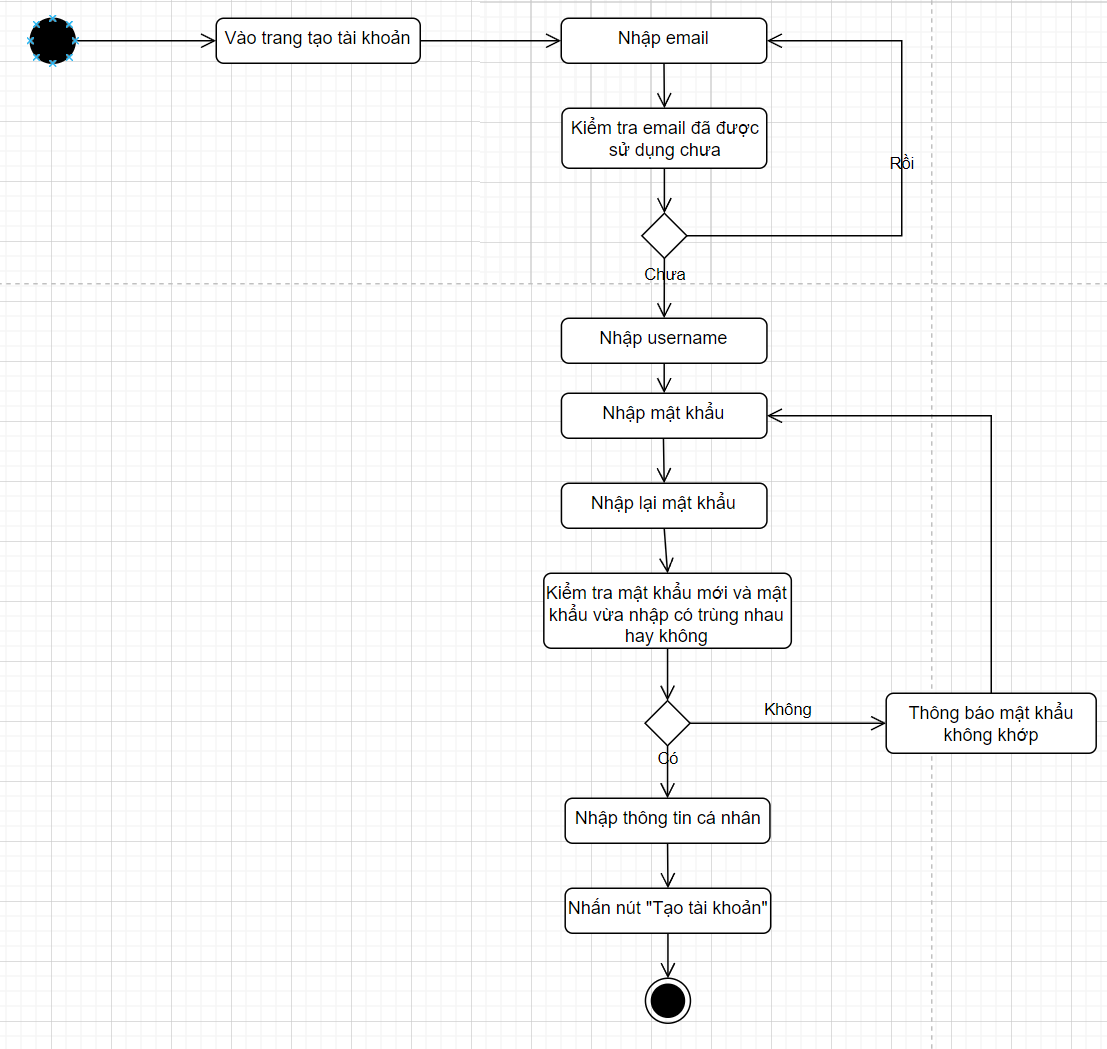 Vào trang tạo tài khoản
Nhập email
Kiểm tra email đã được
sử dụng chưa
Rồi
Chưa
Nhập username
Nhập mật khẩu
Nhập lại mật khẩu
Kiểm tra mật khẩu mới và mật
khẩu vừa nhập có trùng nhau
hay không
Không
Thông báo mật khẩu
không khớp
Có
Nhập thông tin cá nhân
Nhấn nút "Tạo tài khoản"